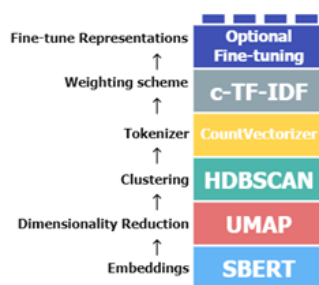 Fine-tune Representations
Optional
Fine-tuning
↑
Weighting scheme
c-TF-IDF
↑
Tokenizer
CountVectorizer
↑
Clustering
HDBSCAN
↑
Dimensionality Reduction
UMAP
↑
Embeddings
SBERT